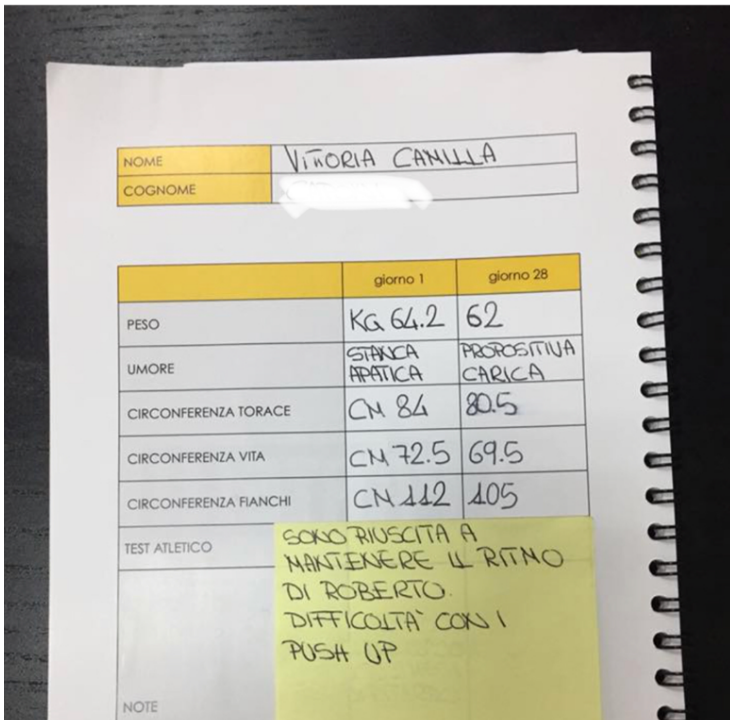 NOME VITTORIA CAMILLA
COGNOME
giorno 1 giorno 28
PESO KG 64.2 62
UMORE STANCA APATICA PROPOSITIVA CARICA
CIRCONFERENZA TORACE CM 84 80.5
CIRCONFERENZA VITA CM 72.5 69.5
CIRCONFERENZA FIANCHI CM 112 105
TEST ATLETICO
SONO RIUSCITA A
MANTENERE IL RITMO
DI ROBERTO.
DIFFICOLTA' CON I
PUSH UP
NOTE